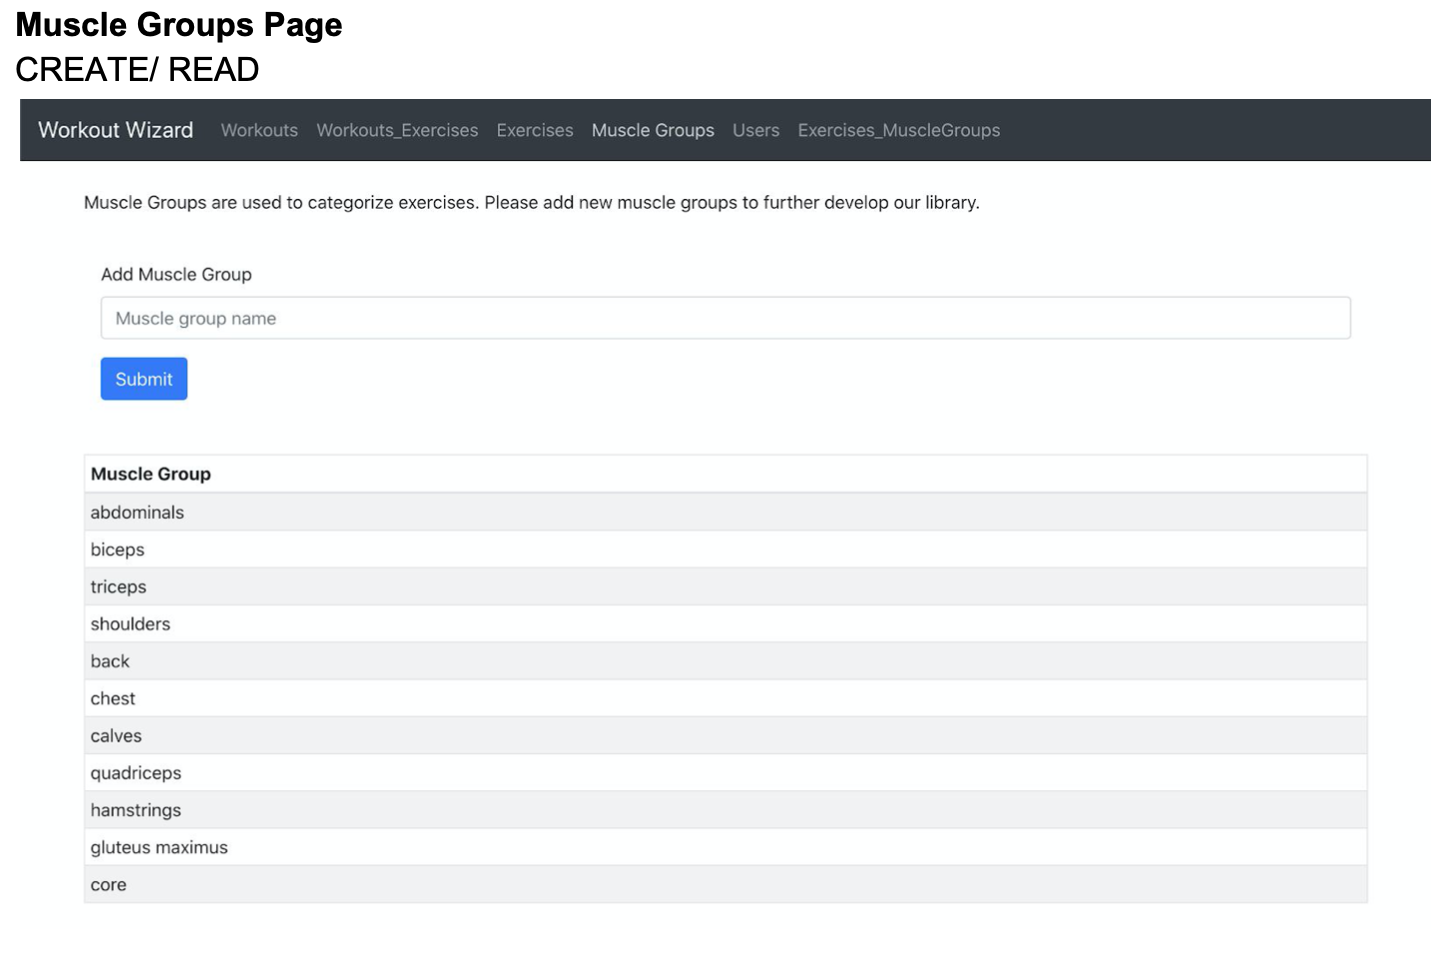 Muscle Groups Page
CREATE/ READ
Workout Wizard Workouts Workouts_Exercises Exercises Muscle Groups Users Exercises_MuscleGroups
Muscle Groups are used to categorize exercises. Please add new muscle groups to further develop our library.
Add Muscle Group
Muscle group name
Submit
Muscle Group
abdominals
biceps
triceps
shoulders
back
chest
calves
quadriceps
hamstrings
gluteus maximus
core